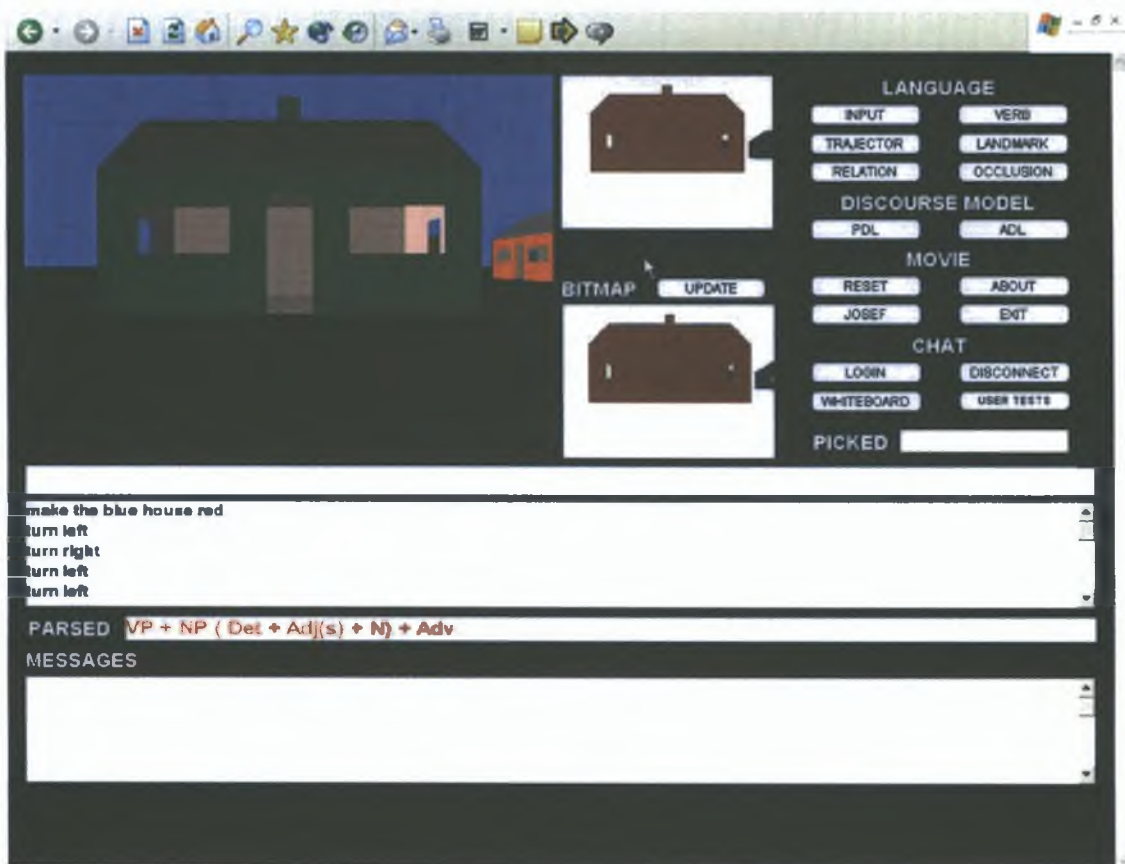 LANGUAGE
INPUT VERB
TRAJECTOR LANDMARK
RELATION OCCLUSION
DISCOURSE MODEL
PDL ADL
MOVIE
BITMAP UPDATE
RESET ABOUT
JOSEF EXIT
CHAT
LOGIN DISCONNECT
WHITEBOARD USER TESTS
PICKED
make the blue house red
turn left
turn right
turn left
turn left
PARSED VP + NP ( Det + Adj(s) + N) + Adv
MESSAGES